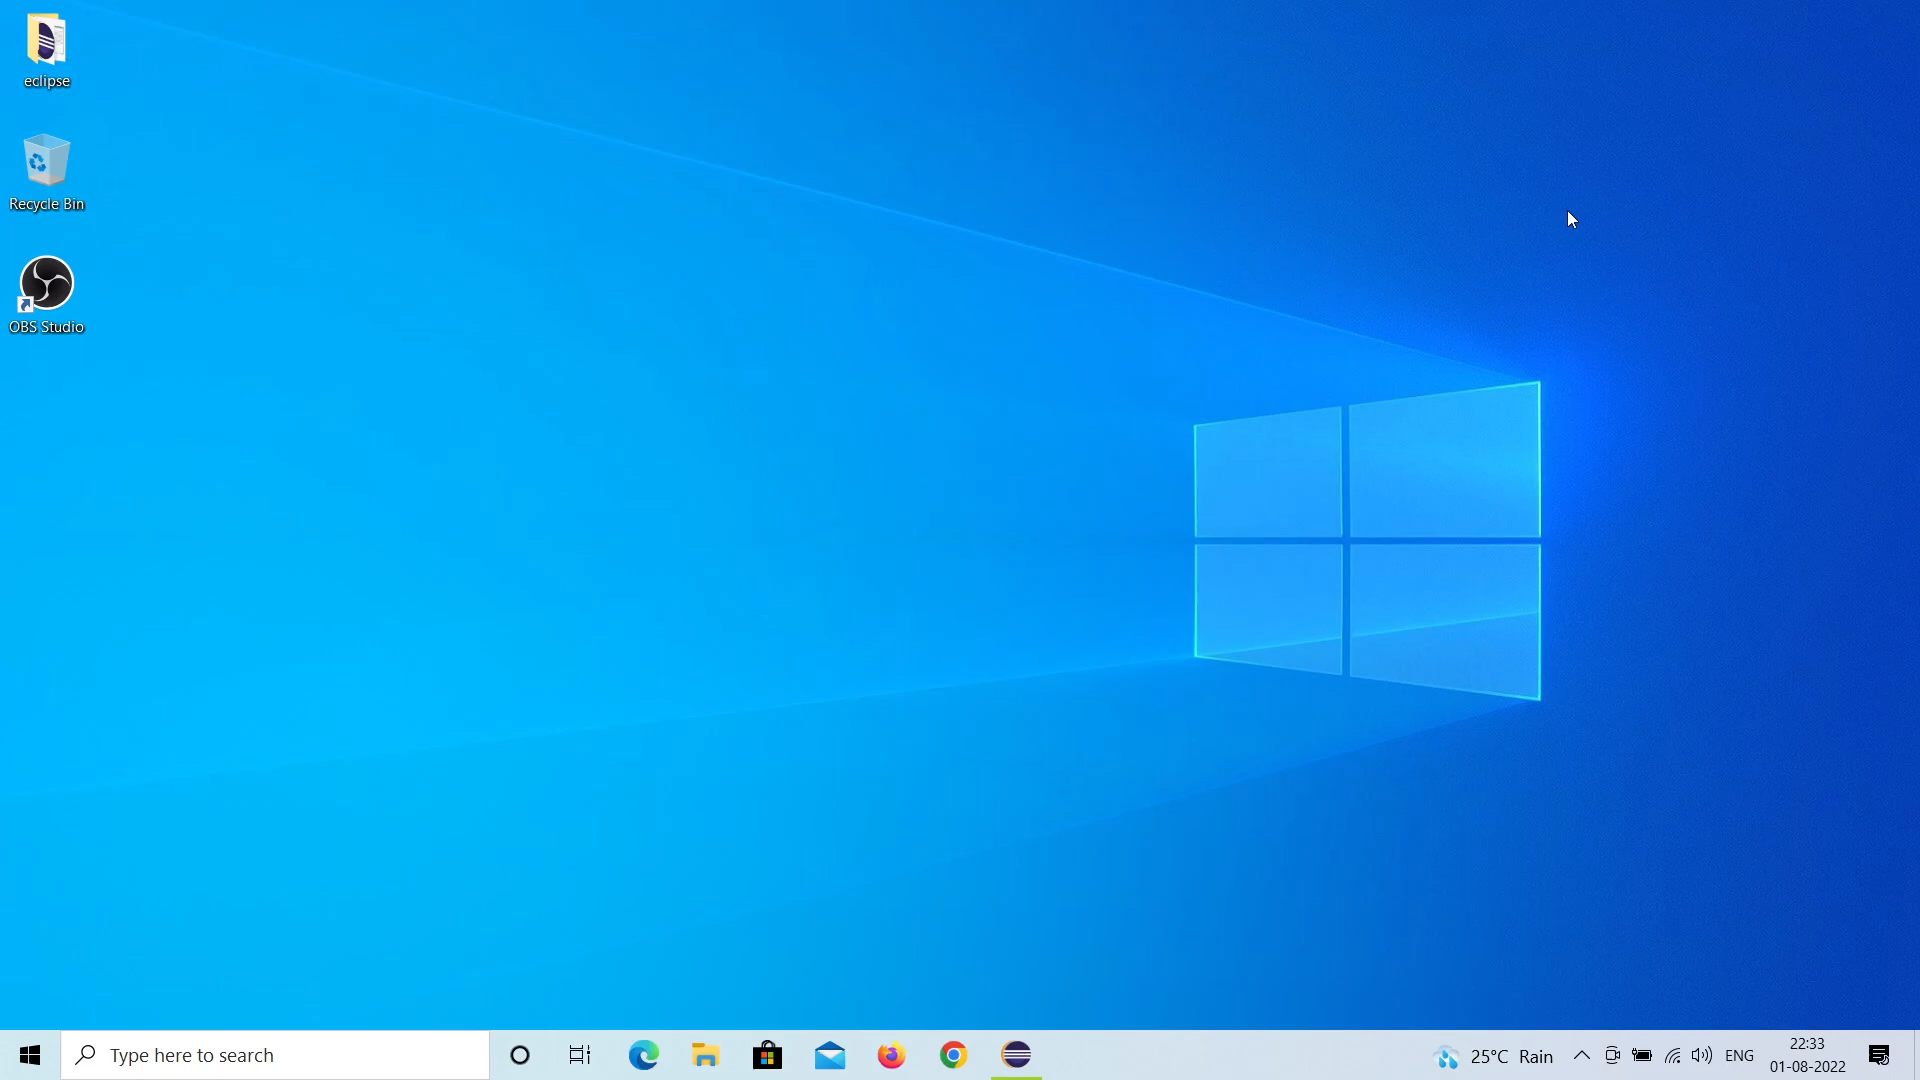 eclipse
Recycle Bin
OBS Studio
Type here to search
25°C Rain
ENG
22:33
01-08-2022